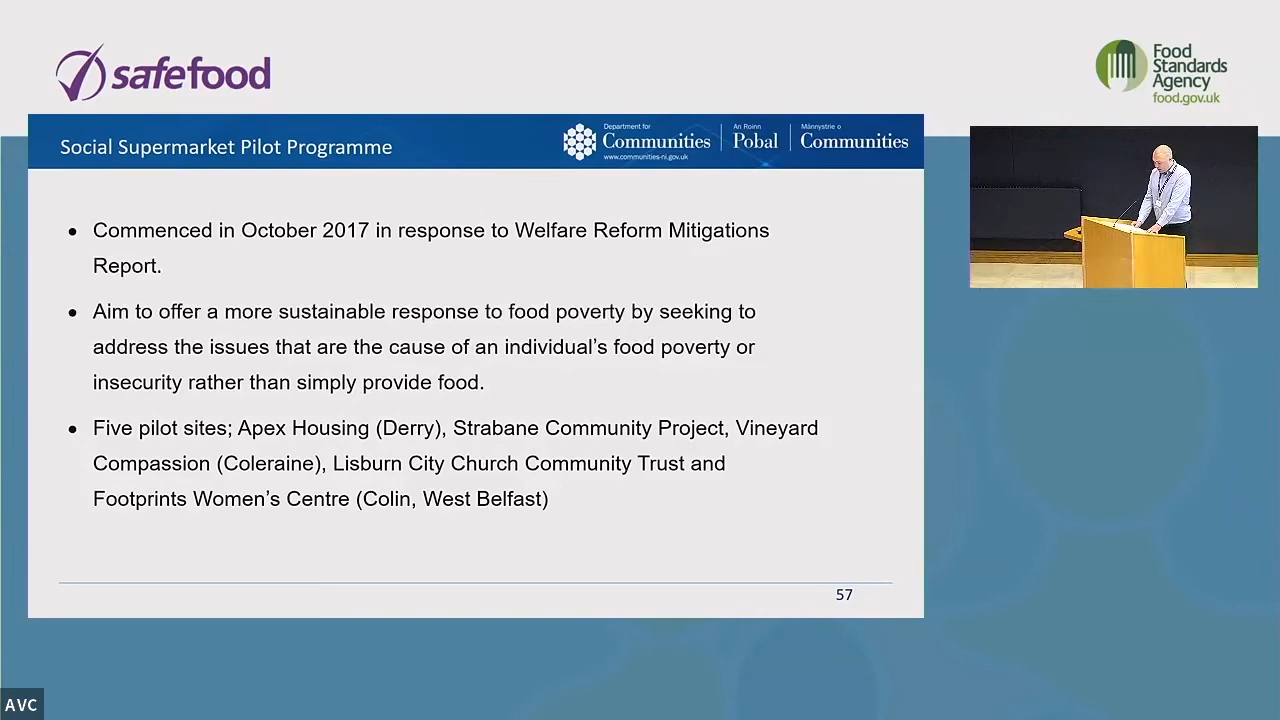 safefood
Food
Standards
Agency
food.gov.uk
Social Supermarket Pilot Programme
Department for
Communities
www.communities-ni.gov.uk
An Roinn
Pobal
Männystrie o
Communities
• Commenced in October 2017 in response to Welfare Reform Mitigations
Report.
• Aim to offer a more sustainable response to food poverty by seeking to
address the issues that are the cause of an individual’s food poverty or
insecurity rather than simply provide food.
• Five pilot sites; Apex Housing (Derry), Strabane Community Project, Vineyard
Compassion (Coleraine), Lisburn City Church Community Trust and
Footprints Women’s Centre (Colin, West Belfast)
57
AVC